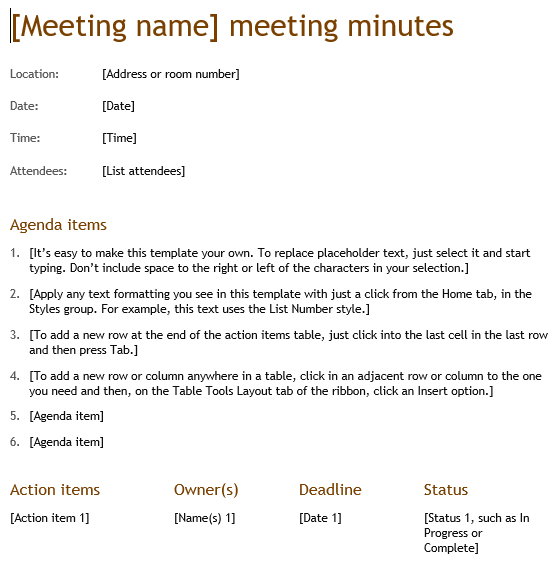 [Meeting name] meeting minutes
Location: [Address or room number]
Date: [Date]
Time: [Time]
Attendees: [List attendees]
Agenda items
1. [It’s easy to make this template your own. To replace placeholder text, just select it and start
typing. Don’t include space to the right or left of the characters in your selection.]
2. [Apply any text formatting you see in this template with just a click from the Home tab, in the
Styles group. For example, this text uses the List Number style.]
3. [To add a new row at the end of the action items table, just click into the last cell in the last row
and then press Tab.]
4. [To add a new row or column anywhere in a table, click in an adjacent row or column to the one
you need and then, on the Table Tools Layout tab of the ribbon, click an Insert option.]
5. [Agenda item]
6. [Agenda item]
Action items Owner(s) Deadline Status
[Action item 1] [Name(s) 1] [Date 1] [Status 1, such as In
Progress or
Complete]